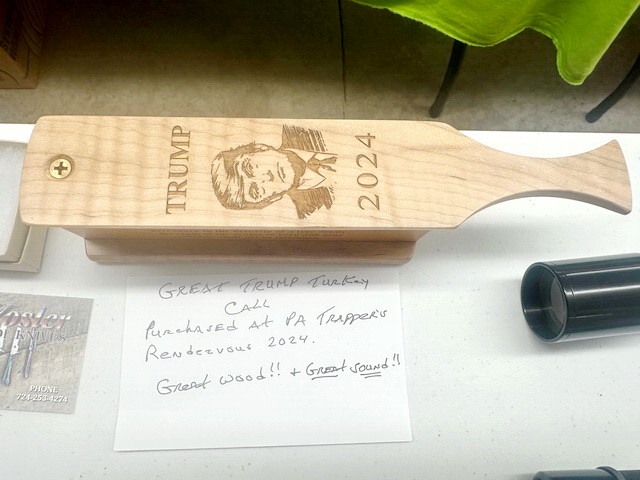 TRUMP
2024
GREAT TRUMP TURKEY
CALL
PURCHASED AT PA TRAPPER'S
RENDEZVOUS 2024.
GREAT WOOD!! + GREAT SOUND!!
KNIVES
PHONE
724-253-4274